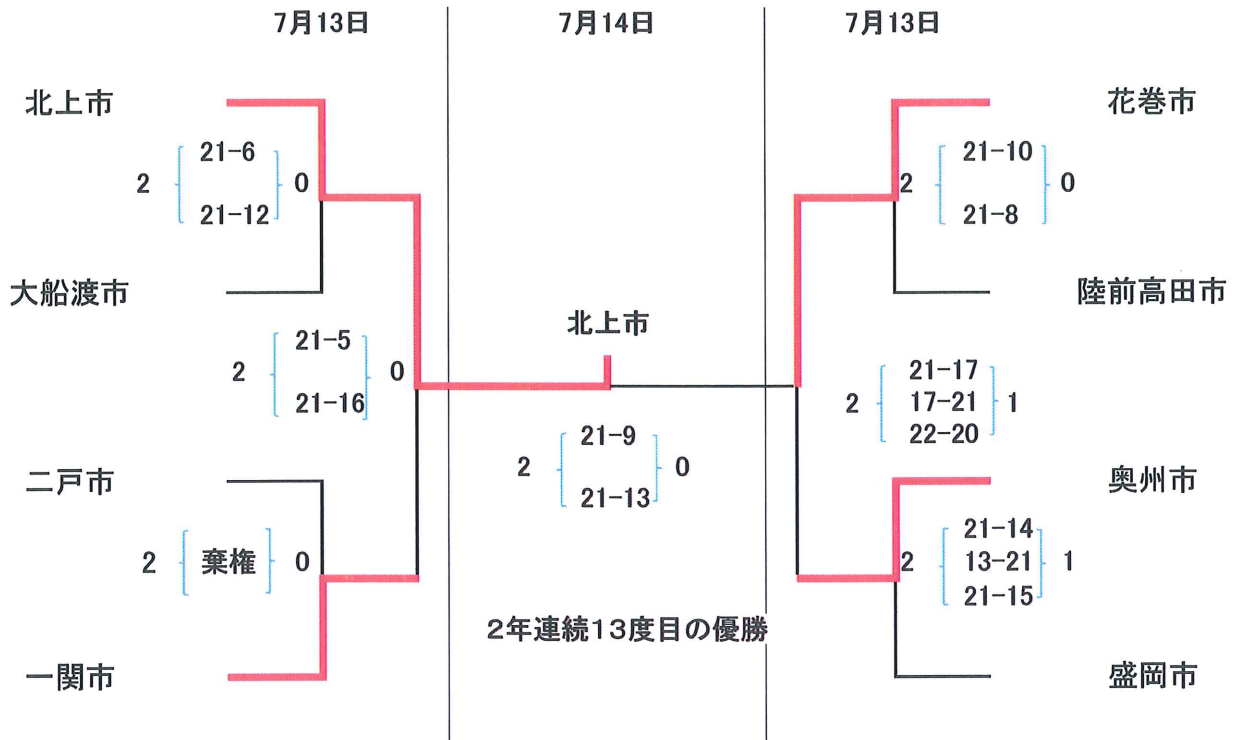 7月13日
7月14日
7月13日
北上市
花巻市
2 21-6 0
21-12
2 21-10 0
21-8
大船渡市
陸前高田市
北上市
2 21-5 0
21-16
2 21-17 1
17-21
22-20
2 21-9 0
21-13
二戸市
奥州市
2 棄権 0
2 21-14 1
13-21
21-15
2年連続13度目の優勝
一関市
盛岡市